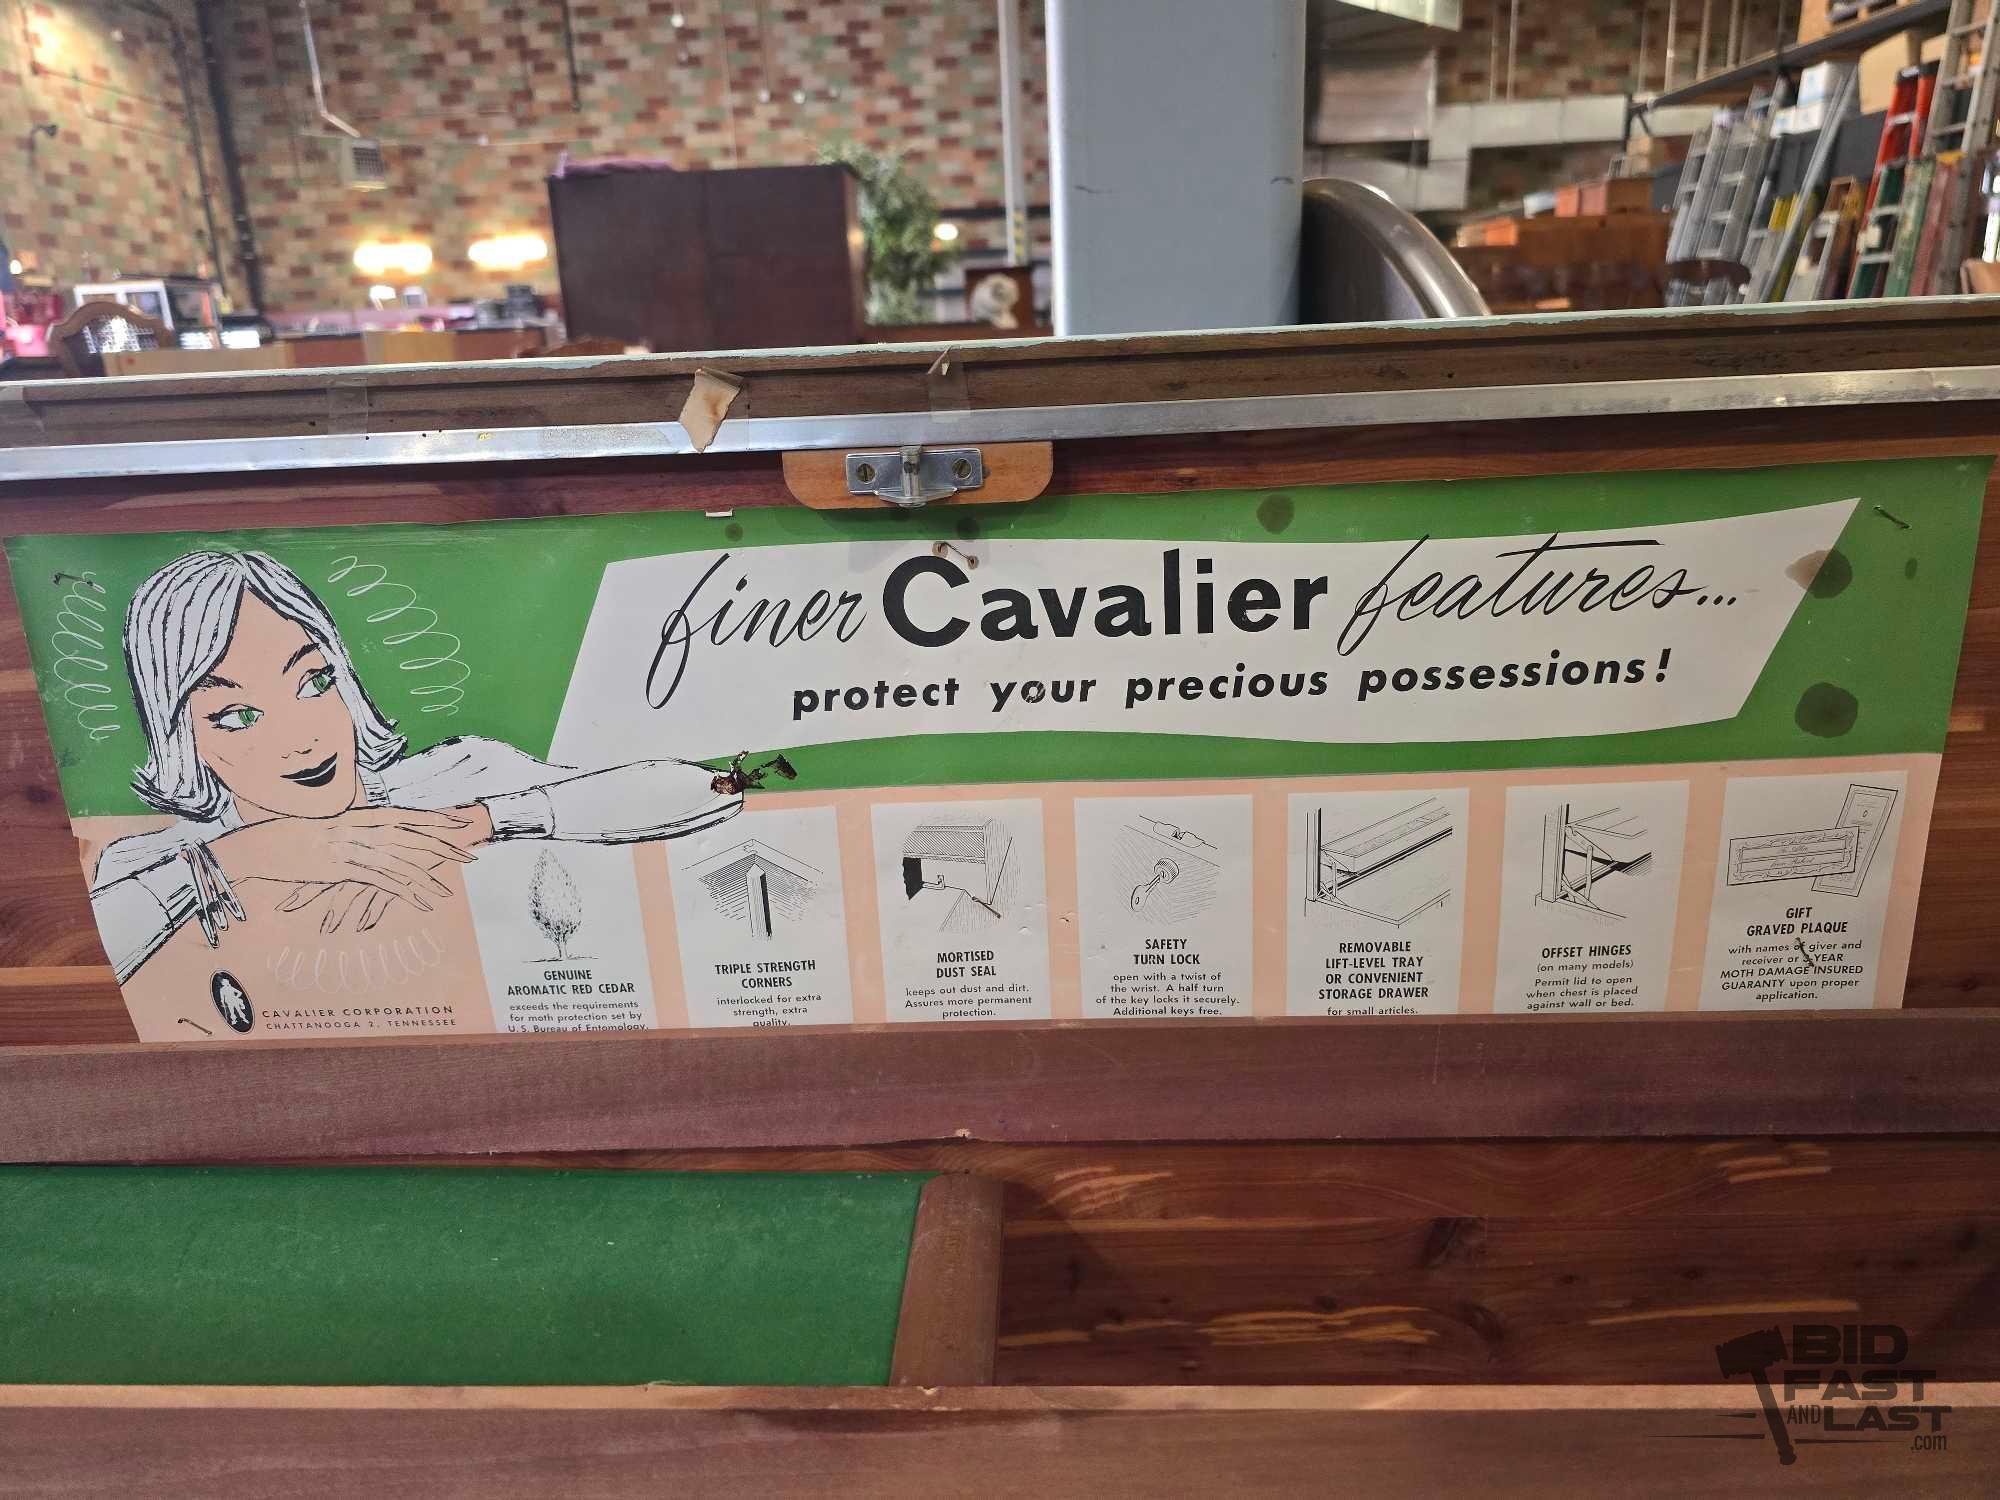 finer Cavalier features...
protect your precious possessions!
GENUINE
AROMATIC RED CEDAR
exceeds the requirements
for moth protection set by
U. S. Bureau of Entomology.
TRIPLE STRENGTH
CORNERS
interlocked for extra
strength, extra
quality.
MORTISED
DUST SEAL
keeps out dust and dirt.
Assures more permanent
protection.
SAFETY
TURN LOCK
open with a twist of
the wrist. A half turn
of the key locks it securely.
Additional keys free.
REMOVABLE
LIFT-LEVEL TRAY
OR CONVENIENT
STORAGE DRAWER
for small articles.
OFFSET HINGES
(on many models)
Permit lid to open
when chest is placed
against wall or bed.
GIFT
GRAVED PLAQUE
with names of giver and
receiver or 3-YEAR
MOTH DAMAGE INSURED
GUARANTY upon proper
application.
CAVALIER CORPORATION
CHATTANOOGA 2, TENNESSEE
BID
FAST
AND LAST
.com